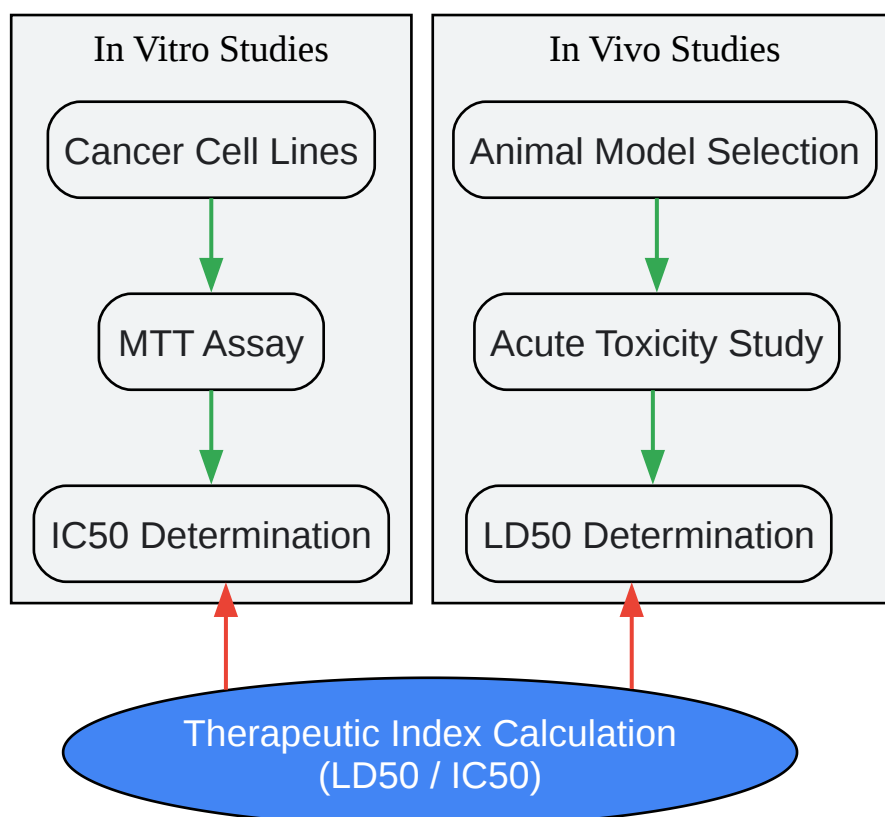 In Vitro Studies
Cancer Cell Lines
MTT Assay
IC50 Determination
In Vivo Studies
Animal Model Selection
Acute Toxicity Study
LD50 Determination
Therapeutic Index Calculation
(LD50 / IC50)